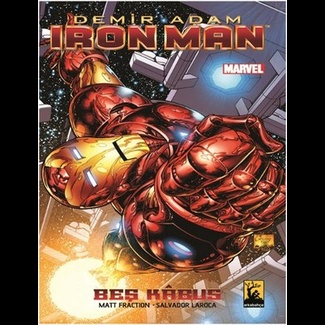 DEMİR ADAM
IRON MAN
MARVEL
BEŞ KÂBUS
MATT FRACTION - SALVADOR LAROCA